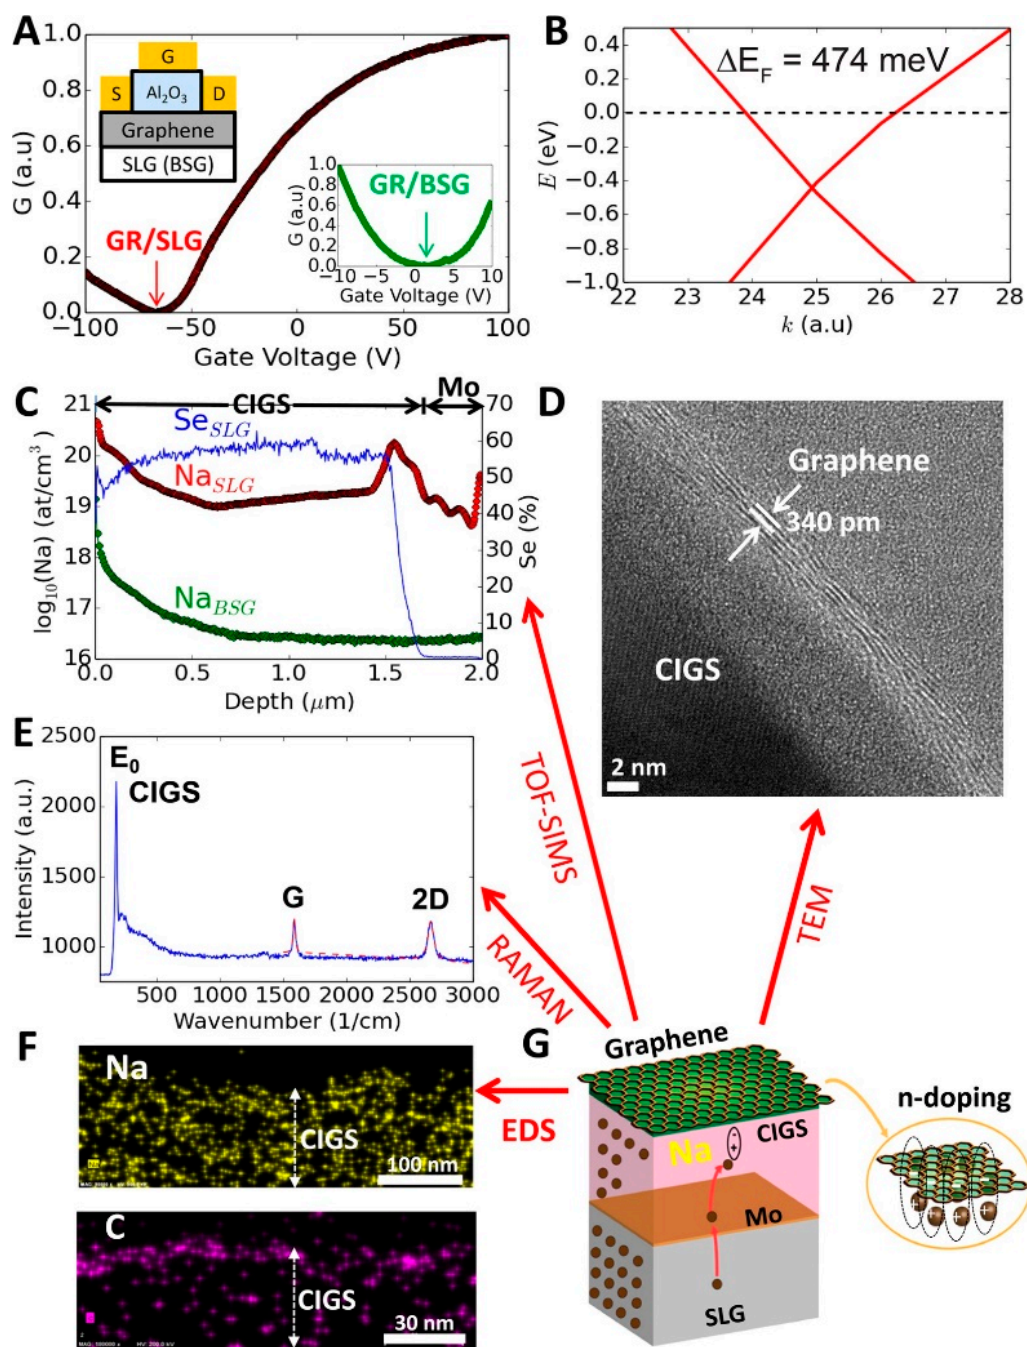 A
1.0
0.8
0.6
0.4
0.2
0.0
G (a.u)
−100
−50
0
50
100
Gate Voltage (V)
G
S
Al2O3
D
Graphene
SLG (BSG)
GR/SLG
1.0
0.8
0.6
0.4
0.2
0.0
G (a.u)
GR/BSG
−10
−5
0
5
10
Gate Voltage (V)
B
0.4
0.2
0.0
−0.2
−0.4
−0.6
−0.8
−1.0
E (eV)
ΔEF = 474 meV
22
23
24
25
26
27
28
k (a.u)
C
21
20
19
18
17
16
log10(Na) (at/cm3)
CIGS
Mo
SeSLG
NaSLG
NaBSG
70
60
50
40
30
20
10
0
Se (%)
0.0
0.5
1.0
1.5
2.0
Depth (μm)
D
Graphene
340 pm
CIGS
2 nm
E
2500
2000
1500
1000
Intensity (a.u.)
E0
CIGS
G
2D
500
1000
1500
2000
2500
3000
Wavenumber (1/cm)
TOF-SIMS
RAMAN
TEM
EDS
F
Na
CIGS
100 nm
C
CIGS
30 nm
G
Graphene
Na
-
+
CIGS
Mo
SLG
n-doping